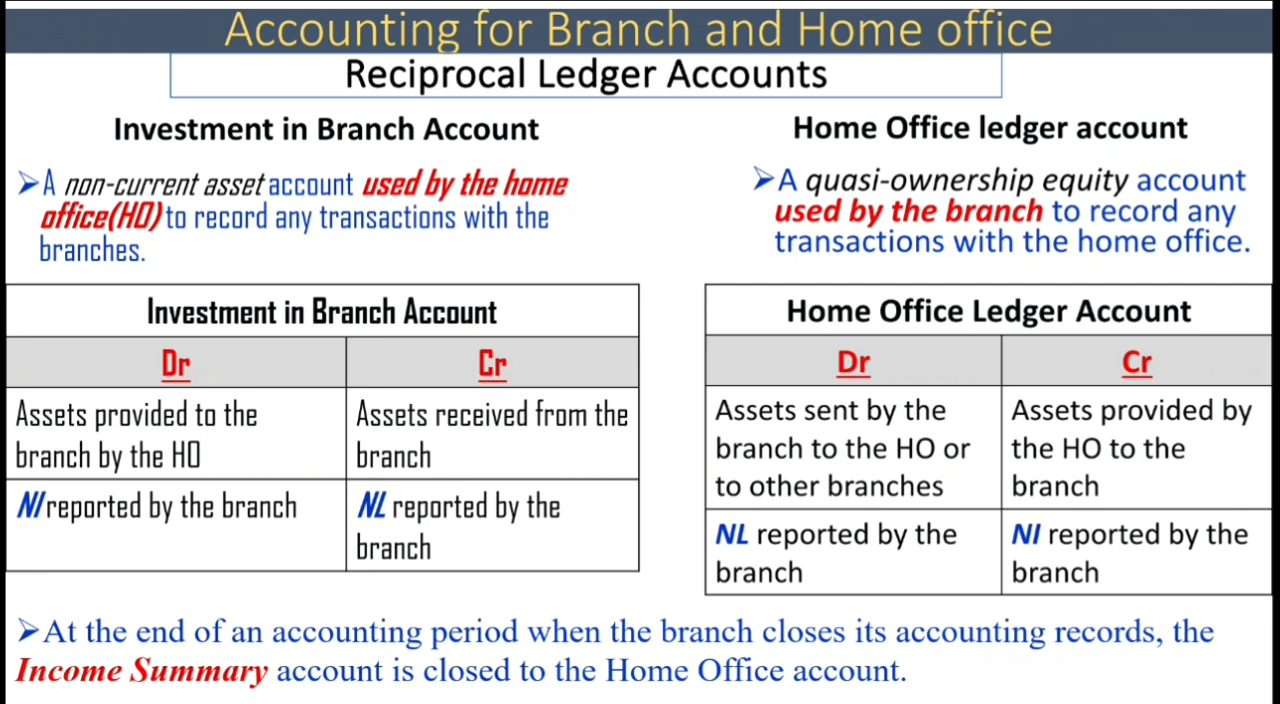 Accounting for Branch and Home office
Reciprocal Ledger Accounts
Investment in Branch Account
➢A non-current asset account used by the home
office(HO) to record any transactions with the
branches.
Home Office ledger account
➢A quasi-ownership equity account
used by the branch to record any
transactions with the home office.
Investment in Branch Account
Dr Cr
Assets provided to the
branch by the HO
Assets received from the
branch
NI reported by the branch
NL reported by the
branch
Home Office Ledger Account
Dr Cr
Assets sent by the
branch to the HO or
to other branches
Assets provided by
the HO to the
branch
NL reported by the
branch
NI reported by the
branch
➢At the end of an accounting period when the branch closes its accounting records, the
Income Summary account is closed to the Home Office account.